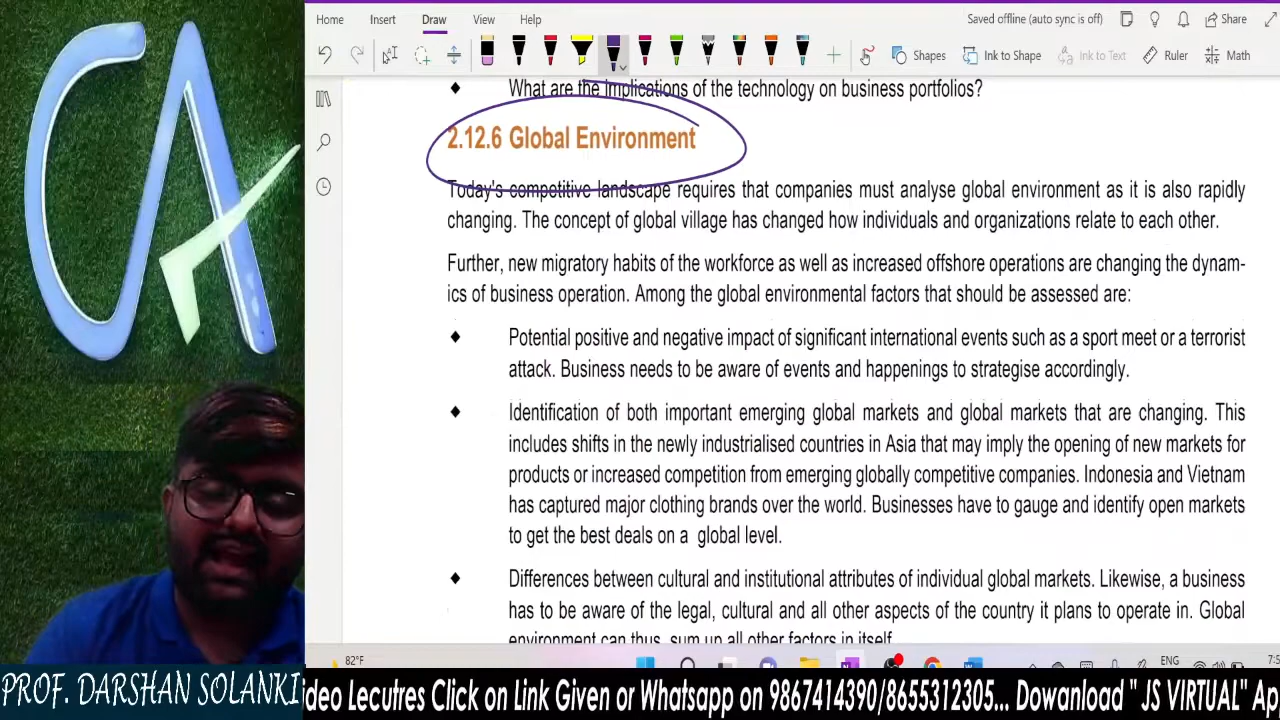 Home Insert Draw View Help Saved offline (auto sync is off) Share
Shapes Ink to Shape Ink to Text Ruler Math
♦ What are the implications of the technology on business portfolios?
2.12.6 Global Environment
Today's competitive landscape requires that companies must analyse global environment as it is also rapidly
changing. The concept of global village has changed how individuals and organizations relate to each other.
Further, new migratory habits of the workforce as well as increased offshore operations are changing the dynam-
ics of business operation. Among the global environmental factors that should be assessed are:
♦ Potential positive and negative impact of significant international events such as a sport meet or a terrorist
attack. Business needs to be aware of events and happenings to strategise accordingly.
♦ Identification of both important emerging global markets and global markets that are changing. This
includes shifts in the newly industrialised countries in Asia that may imply the opening of new markets for
products or increased competition from emerging globally competitive companies. Indonesia and Vietnam
has captured major clothing brands over the world. Businesses have to gauge and identify open markets
to get the best deals on a global level.
♦ Differences between cultural and institutional attributes of individual global markets. Likewise, a business
has to be aware of the legal, cultural and all other aspects of the country it plans to operate in. Global
environment can thus, sum up all other factors in itself
82°F ENG 7:5
CA
PROF. DARSHAN SOLANKI
ideo Lecutres Click on Link Given or Whatsapp on 9867414390/8655312305... Dowanload " JS VIRTUAL" Ap